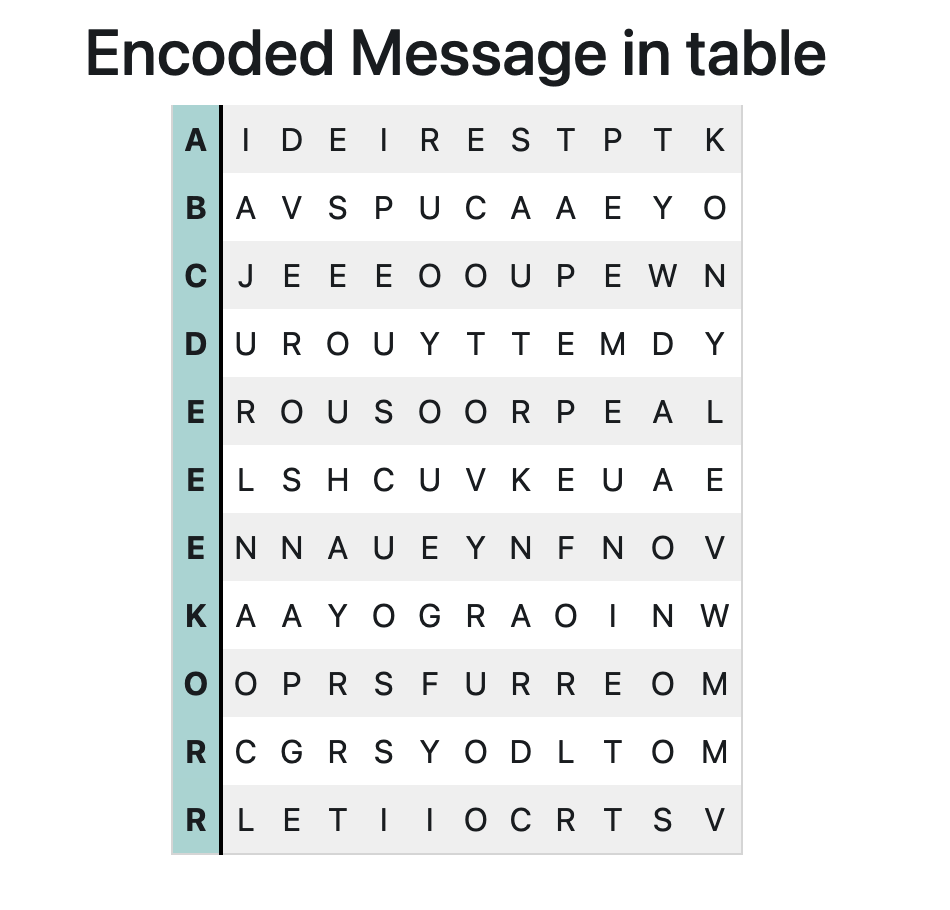 Encoded Message in table
A I D E I R E S T P T K
B A V S P U C A A E Y O
C J E E E O O U P E W N
D U R O U Y T T E M D Y
E R O U S O O R P E A L
E L S H C U V K E U A E
E N N A U E Y N F N O V
K A A Y O G R A O I N W
O O P R S F U R R E O M
R C G R S Y O D L T O M
R L E T I I O C R T S V